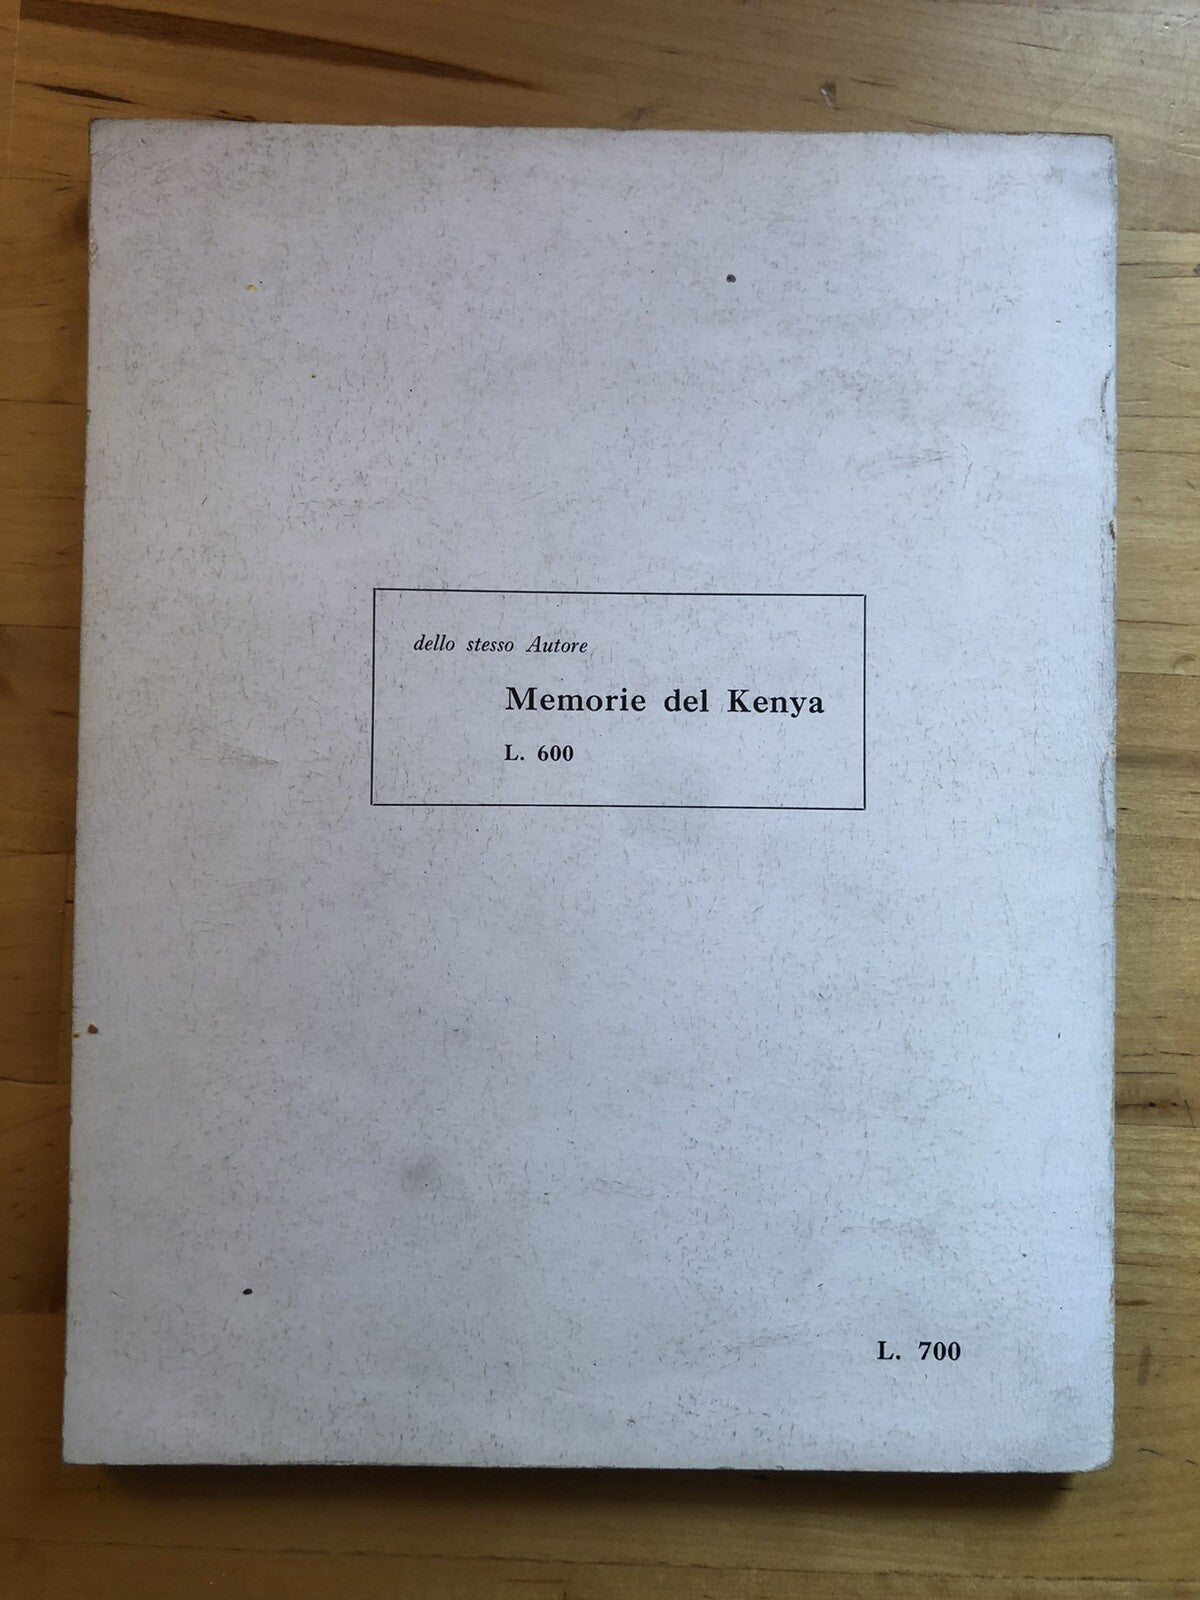 dello stesso Autore
Memorie del Kenya
L. 600
L. 700